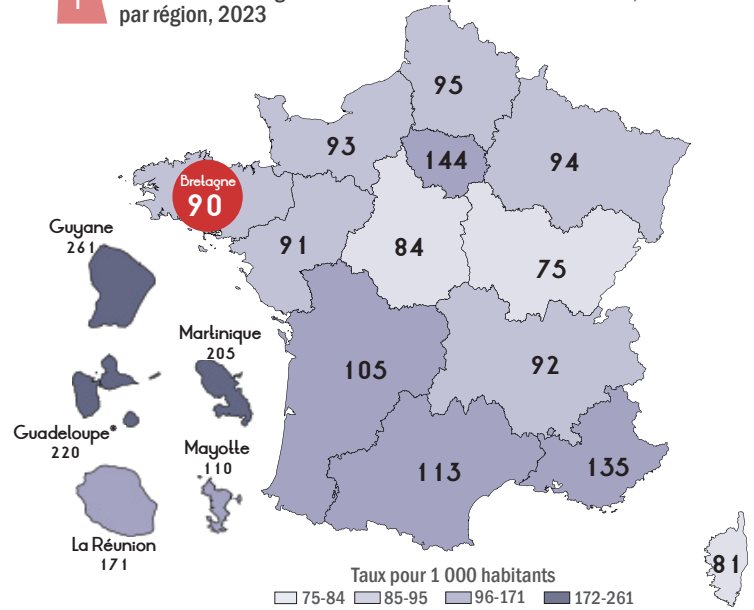 par région, 2023
95
93
144
94
Bretagne
90
91
84
75
Guyane
261
Martinique
205
105
92
Guadeloupe*
220
Mayotte
110
113
135
La Réunion
171
81
Taux pour 1 000 habitants
75-84 85-95 96-171 172-261